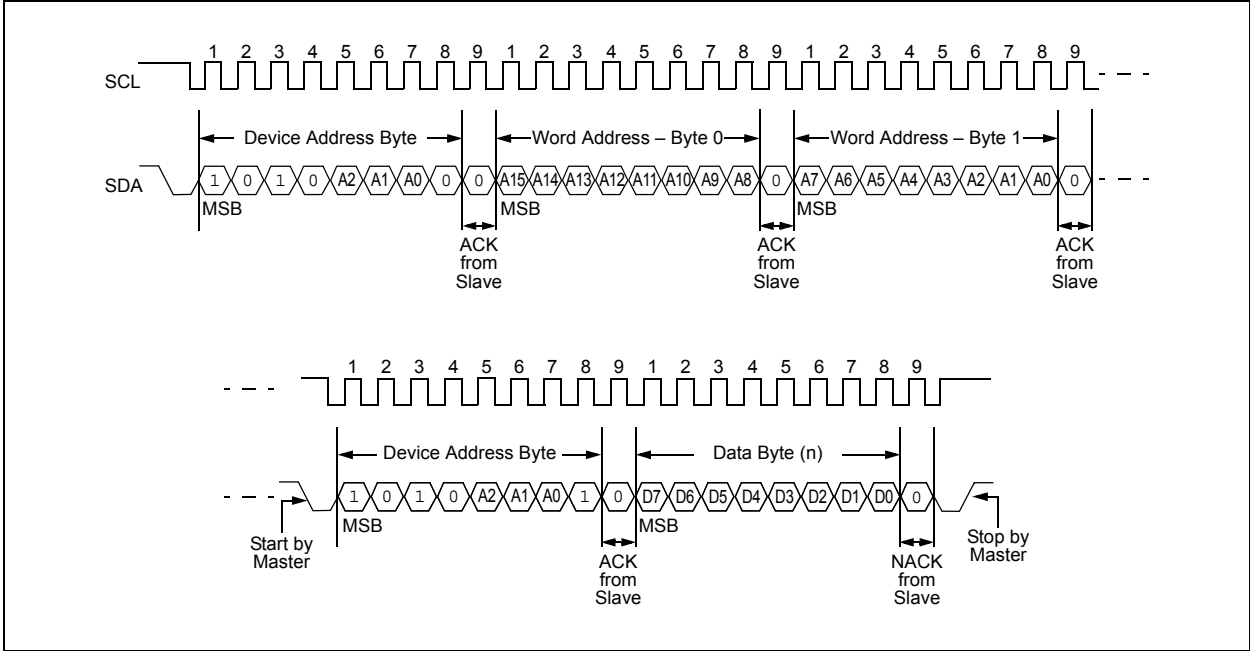 1 2 3 4 5 6 7 8 9 1 2 3 4 5 6 7 8 9 1 2 3 4 5 6 7 8 9
SCL
Device Address Byte Word Address – Byte 0 Word Address – Byte 1
SDA 1 0 1 0 A2 A1 A0 0 0 A15 A14 A13 A12 A11 A10 A9 A8 0 A7 A6 A5 A4 A3 A2 A1 A0 0
MSB MSB MSB
ACK ACK ACK
from from from
Slave Slave Slave
1 2 3 4 5 6 7 8 9 1 2 3 4 5 6 7 8 9
Device Address Byte Data Byte (n)
1 0 1 0 A2 A1 A0 1 0 D7 D6 D5 D4 D3 D2 D1 D0 0
MSB MSB
Start by Stop by
Master Master
ACK NACK
from from
Slave Slave